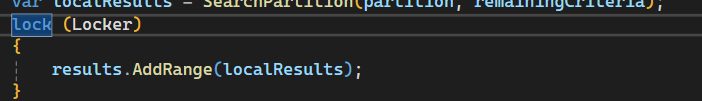 var localResults = SearchPartition(partition, remainingCriteria);
lock (Locker)
{
results.AddRange(localResults);
}